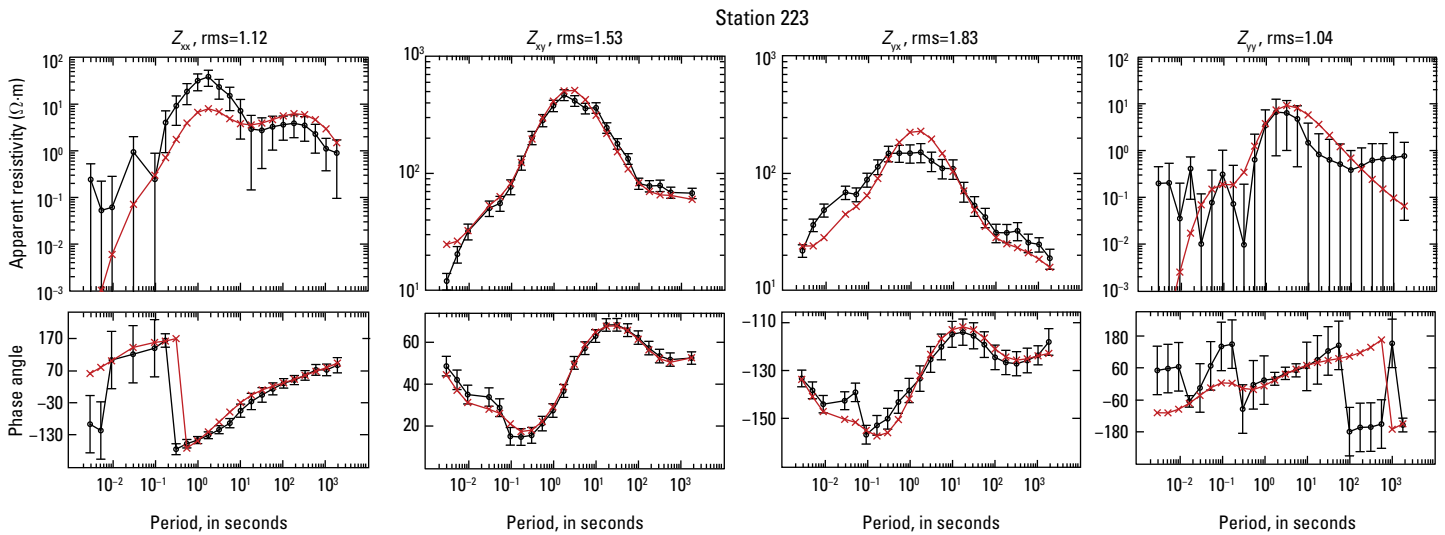 Station 223
Zxx, rms=1.12
Zxy, rms=1.53
Zyx, rms=1.83
Zyy, rms=1.04
Apparent resistivity (Ω·m)
10²
10¹
10⁰
10⁻¹
10⁻²
10⁻³
10³
10²
10¹
10³
10²
10¹
10²
10¹
10⁰
10⁻¹
10⁻²
10⁻³
Phase angle
170
70
−30
−130
80
60
40
20
−110
−130
−150
180
60
−60
−180
10⁻² 10⁻¹ 10⁰ 10¹ 10² 10³
10⁻² 10⁻¹ 10⁰ 10¹ 10² 10³
10⁻² 10⁻¹ 10⁰ 10¹ 10² 10³
10⁻² 10⁻¹ 10⁰ 10¹ 10² 10³
Period, in seconds
Period, in seconds
Period, in seconds
Period, in seconds